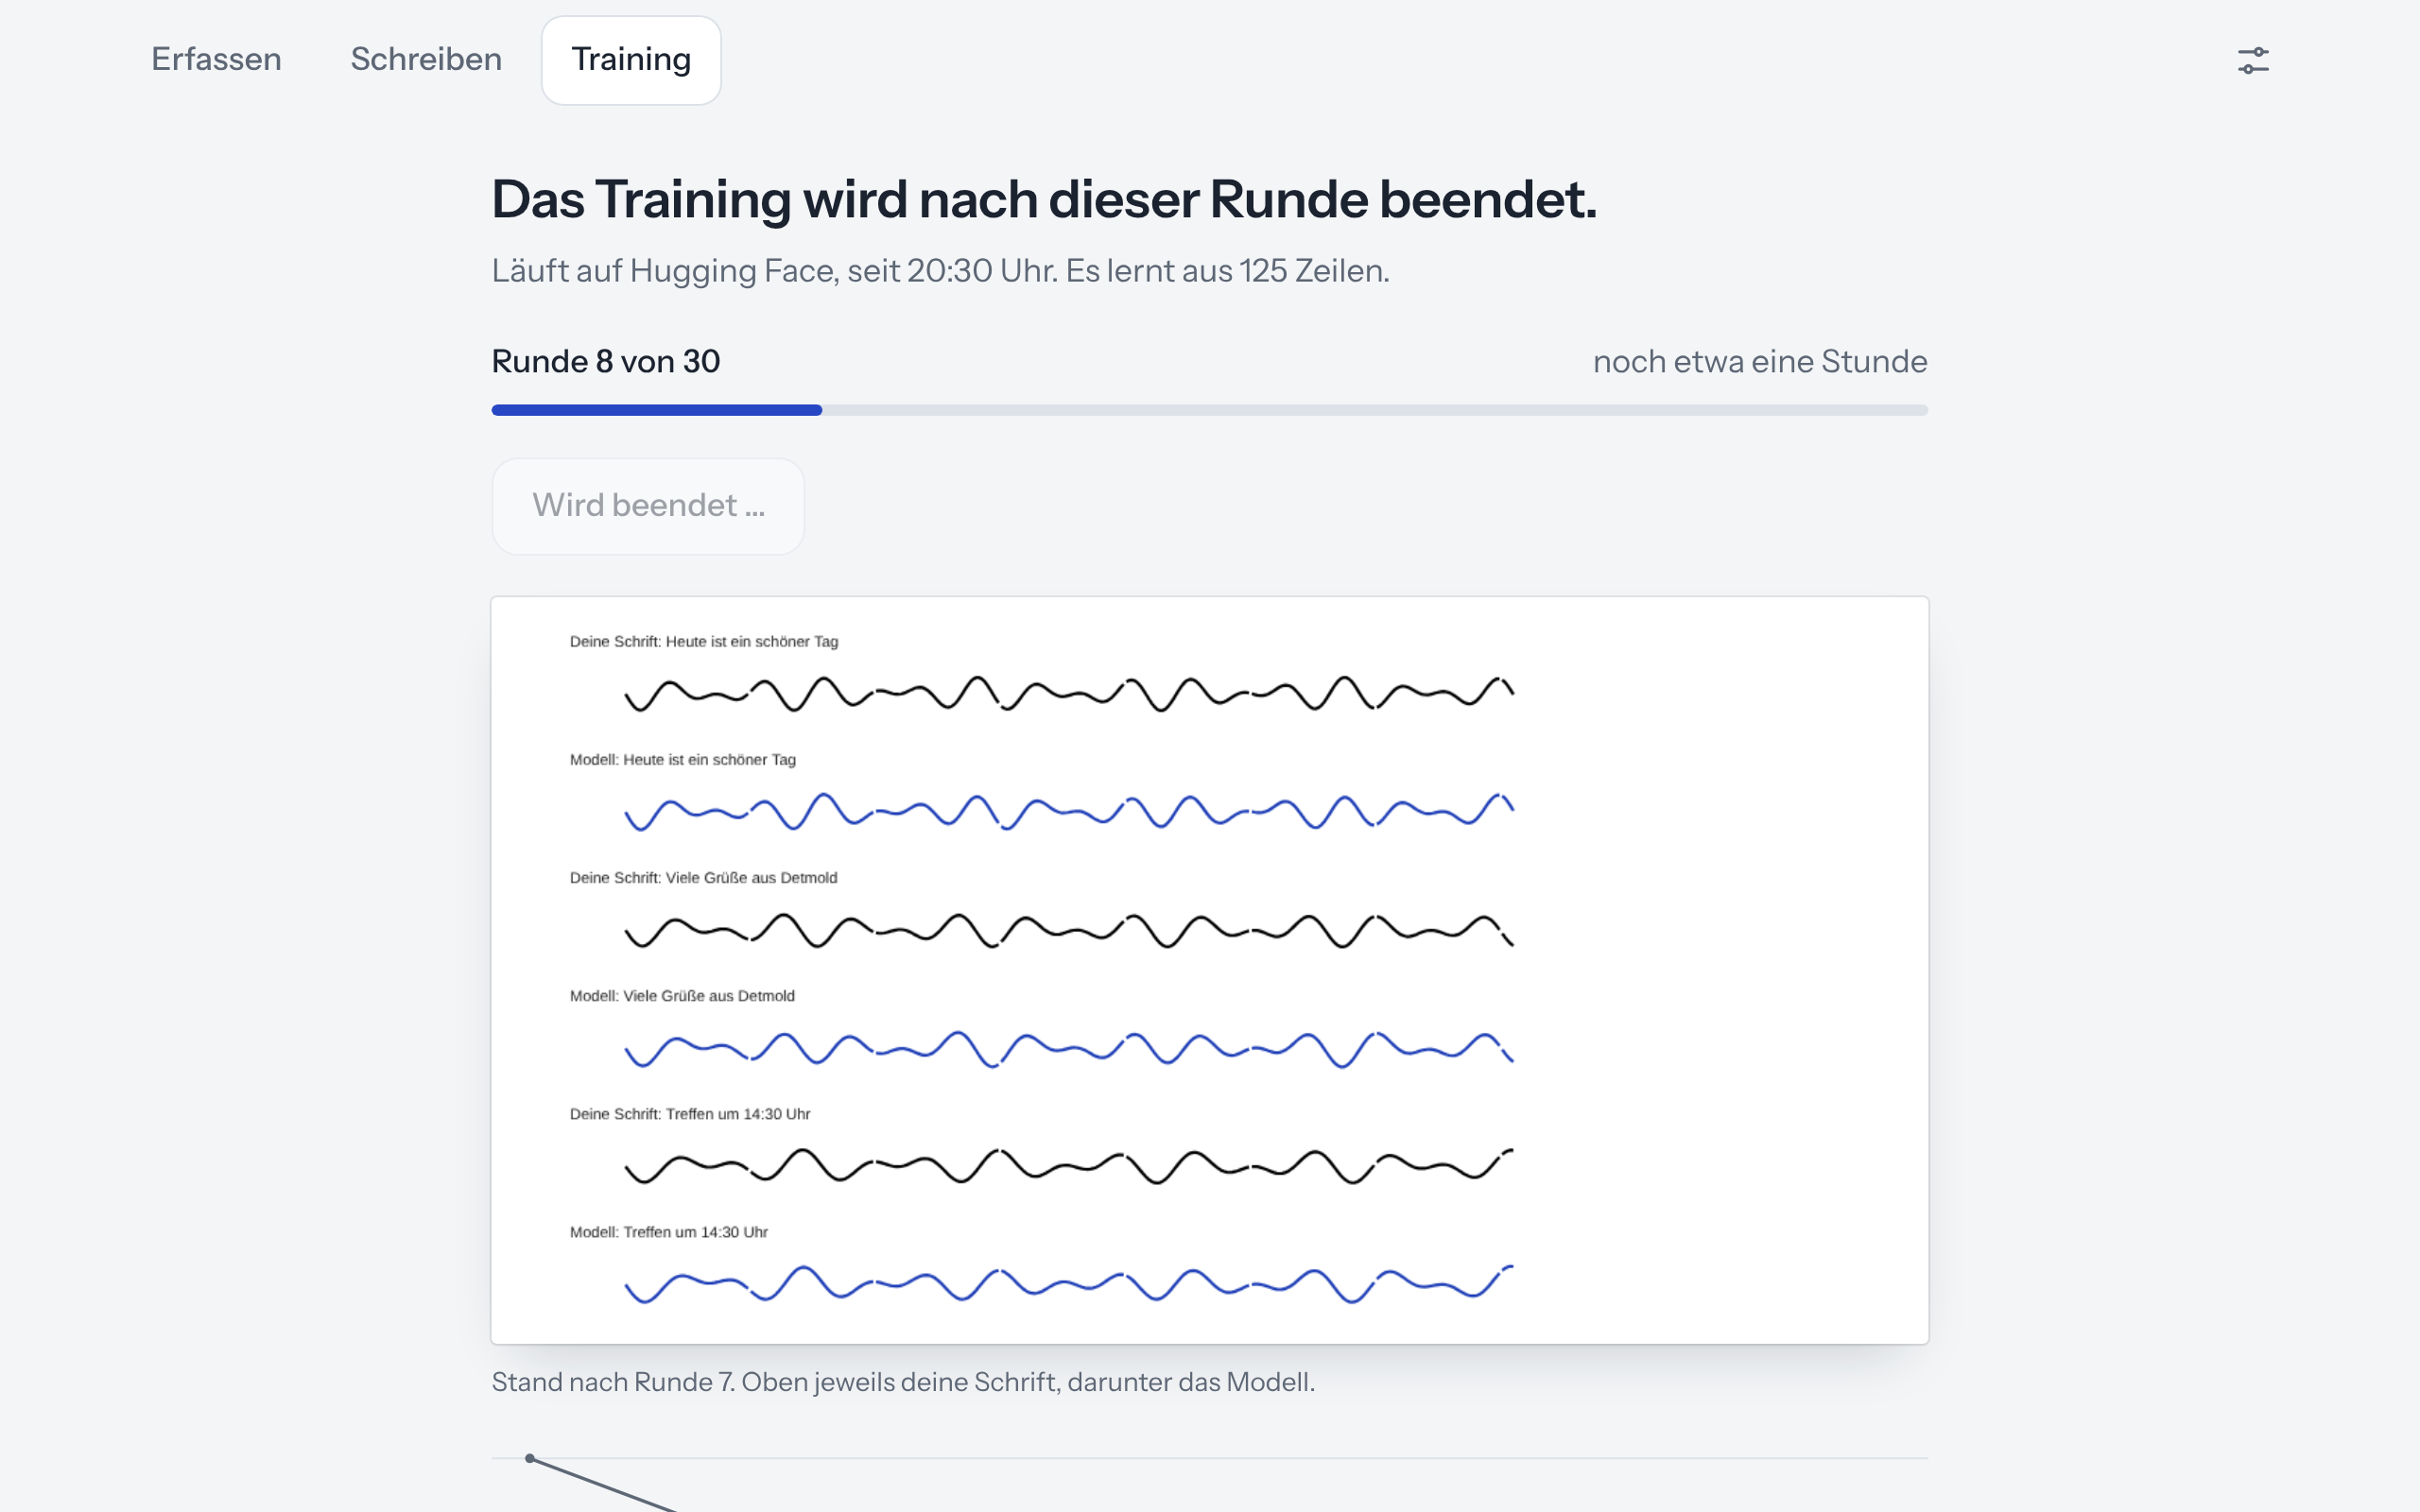 Erfassen Schreiben Training
Das Training wird nach dieser Runde beendet.
Läuft auf Hugging Face, seit 20:30 Uhr. Es lernt aus 125 Zeilen.
Runde 8 von 30 noch etwa eine Stunde
Wird beendet ...
Deine Schrift: Heute ist ein schöner Tag
Modell: Heute ist ein schöner Tag
Deine Schrift: Viele Grüße aus Detmold
Modell: Viele Grüße aus Detmold
Deine Schrift: Treffen um 14:30 Uhr
Modell: Treffen um 14:30 Uhr
Stand nach Runde 7. Oben jeweils deine Schrift, darunter das Modell.